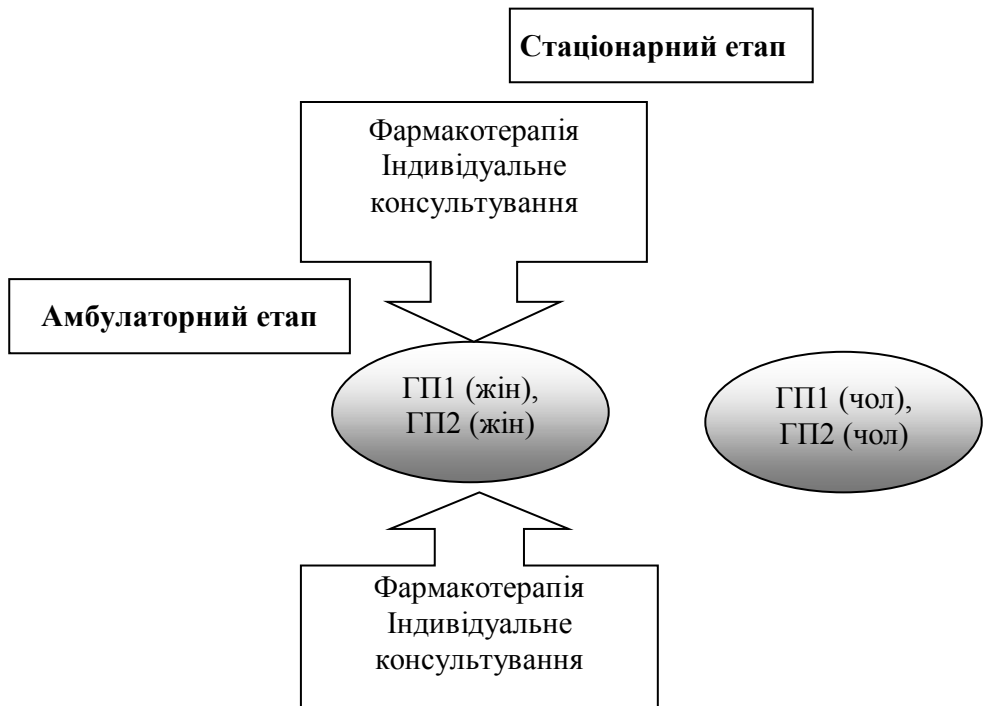 Стаціонарний етап
Фармакотерапія
Індивідуальне
консультування
Амбулаторний етап
ГП1 (жін),
ГП2 (жін)
ГП1 (чол),
ГП2 (чол)
Фармакотерапія
Індивідуальне
консультування